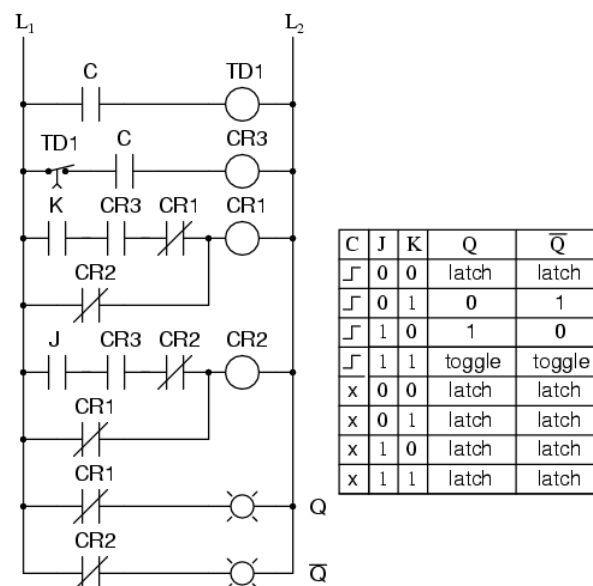 L1 L2
C TD1
TD1 C CR3
K CR3 CR1 CR1
CR2
J CR3 CR2 CR2
CR1
CR1
Q
CR2
Q̅
C J K Q Q̅
0 0 latch latch
0 1 0 1
1 0 1 0
1 1 toggle toggle
x 0 0 latch latch
x 0 1 latch latch
x 1 0 latch latch
x 1 1 latch latch